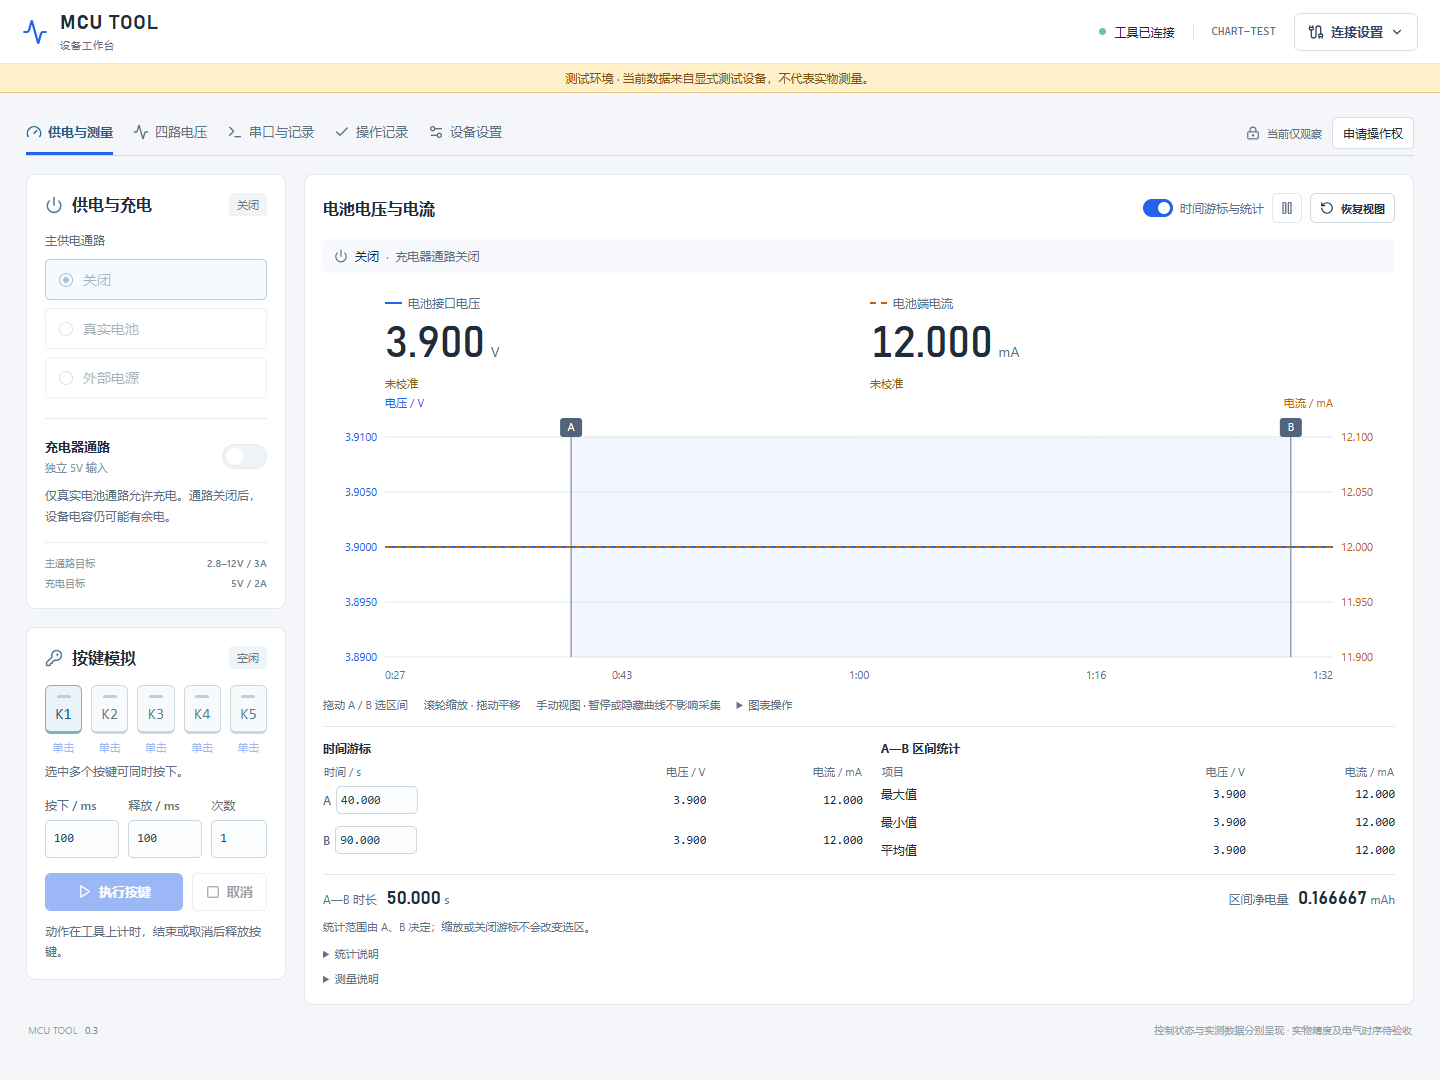 MCU TOOL
设备工作台
工具已连接
CHART-TEST
连接设置
测试环境 · 当前数据来自显式测试设备，不代表实物测量。
供电与测量
四路电压
串口与记录
操作记录
设备设置
当前仅观察
申请操作权
供电与充电
关闭
主供电通路
关闭
真实电池
外部电源
充电器通路
独立 5V 输入
仅真实电池通路允许充电。通路关闭后，
设备电容仍可能有余电。
主通路目标 2.8–12V / 3A
充电目标 5V / 2A
按键模拟
空闲
K1 K2 K3 K4 K5
单击 单击 单击 单击 单击
选中多个按键可同时按下。
按下 / ms 释放 / ms 次数
100 100 1
执行按键 取消
动作在工具上计时，结束或取消后释放按
键。
电池电压与电流
时间游标与统计
恢复视图
关闭 · 充电器通路关闭
电池接口电压 电池端电流
3.900 V 12.000 mA
未校准 未校准
电压 / V 电流 / mA
A B
3.9100 12.100
3.9050 12.050
3.9000 12.000
3.8950 11.950
3.8900 11.900
0:27 0:43 1:00 1:16 1:32
拖动 A / B 选区间 滚轮缩放 · 拖动平移 手动视图 · 暂停或隐藏曲线不影响采集 图表操作
时间游标
时间 / s 电压 / V 电流 / mA
A 40.000 3.900 12.000
B 90.000 3.900 12.000
A—B 区间统计
项目 电压 / V 电流 / mA
最大值 3.900 12.000
最小值 3.900 12.000
平均值 3.900 12.000
A—B 时长 50.000 s
区间净电量 0.166667 mAh
统计范围由 A、B 决定；缩放或关闭游标不会改变选区。
统计说明
测量说明
MCU TOOL 0.3
控制状态与实测数据分别呈现 · 实物精度及电气时序待验收